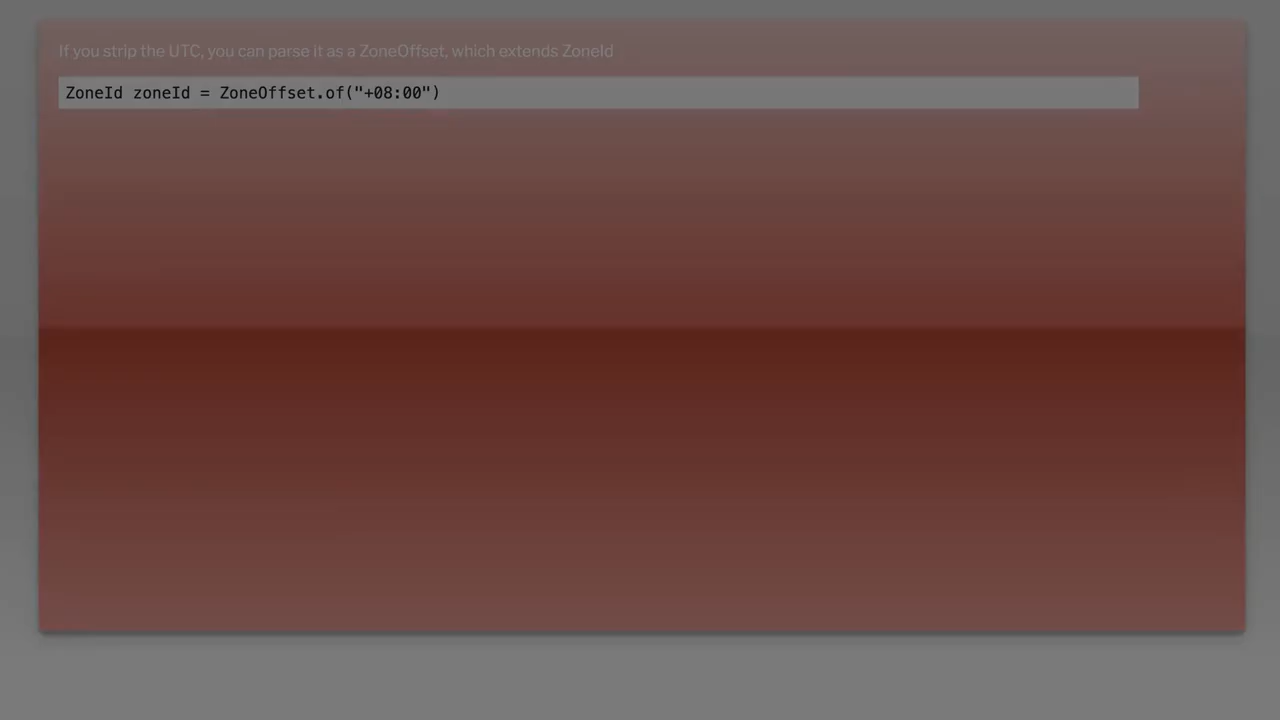 If you strip the UTC, you can parse it as a ZoneOffset, which extends ZoneId
ZoneId zoneId = ZoneOffset.of("+08:00")